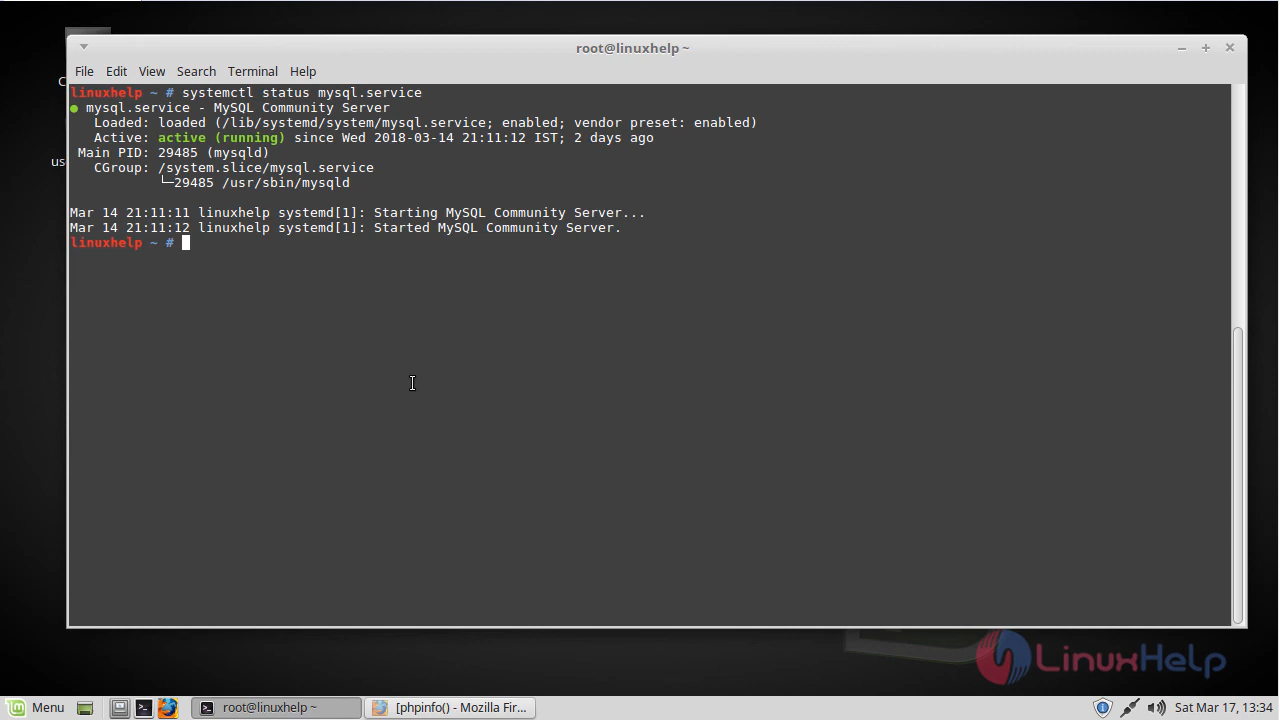 root@linuxhelp ~
File Edit View Search Terminal Help
linuxhelp ~ # systemctl status mysql.service
● mysql.service - MySQL Community Server
   Loaded: loaded (/lib/systemd/system/mysql.service; enabled; vendor preset: enabled)
   Active: active (running) since Wed 2018-03-14 21:11:12 IST; 2 days ago
 Main PID: 29485 (mysqld)
   CGroup: /system.slice/mysql.service
           └─29485 /usr/sbin/mysqld
Mar 14 21:11:11 linuxhelp systemd[1]: Starting MySQL Community Server...
Mar 14 21:11:12 linuxhelp systemd[1]: Started MySQL Community Server.
linuxhelp ~ #
LinuxHelp
Menu root@linuxhelp ~ [phpinfo() - Mozilla Fir... Sat Mar 17, 13:34